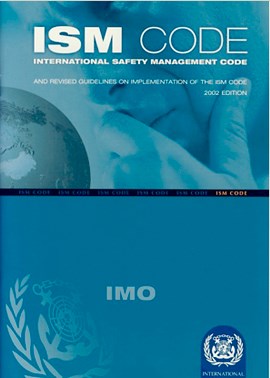 ISM CODE
INTERNATIONAL SAFETY MANAGEMENT CODE
AND REVISED GUIDELINES ON IMPLEMENTATION OF THE ISM CODE
2002 EDITION
ISM CODE ISM CODE ISM CODE ISM CODE ISM CODE ISM CODE
IMO
INTERNATIONAL